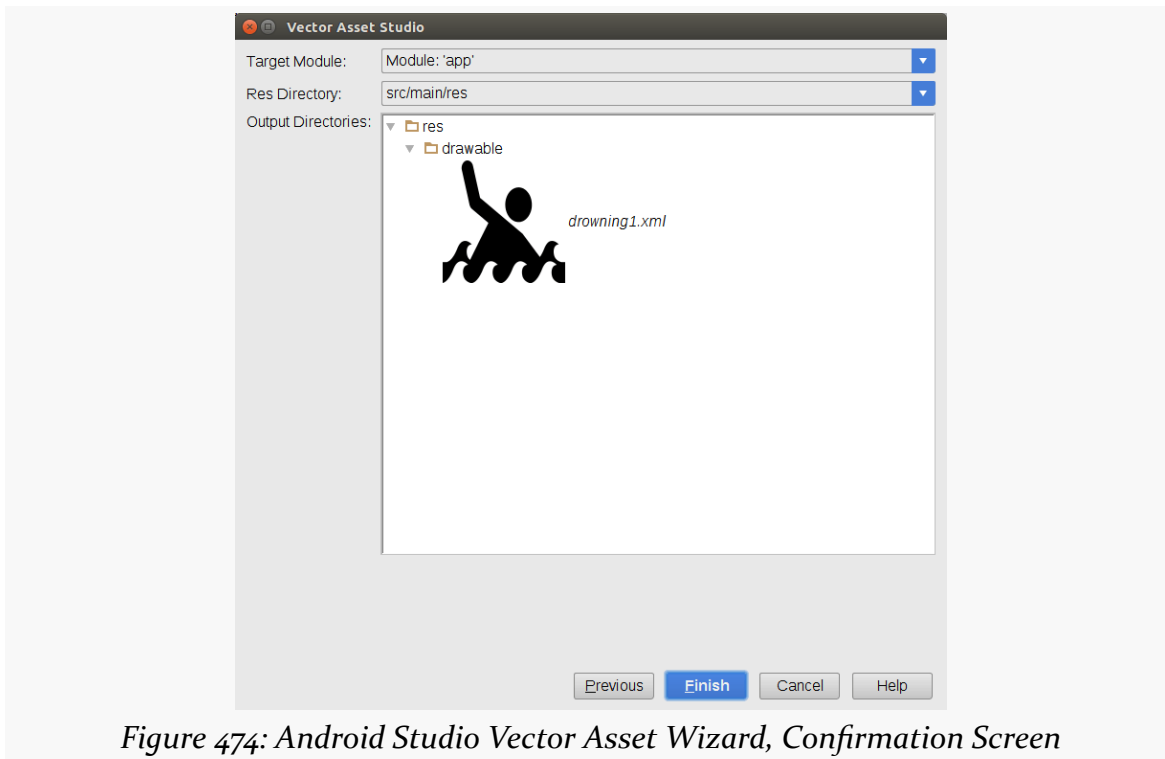 Vector Asset Studio
Target Module: Module: 'app'
Res Directory: src/main/res
Output Directories: res
drawable
drowning1.xml
Previous Finish Cancel Help
Figure 474: Android Studio Vector Asset Wizard, Confirmation Screen